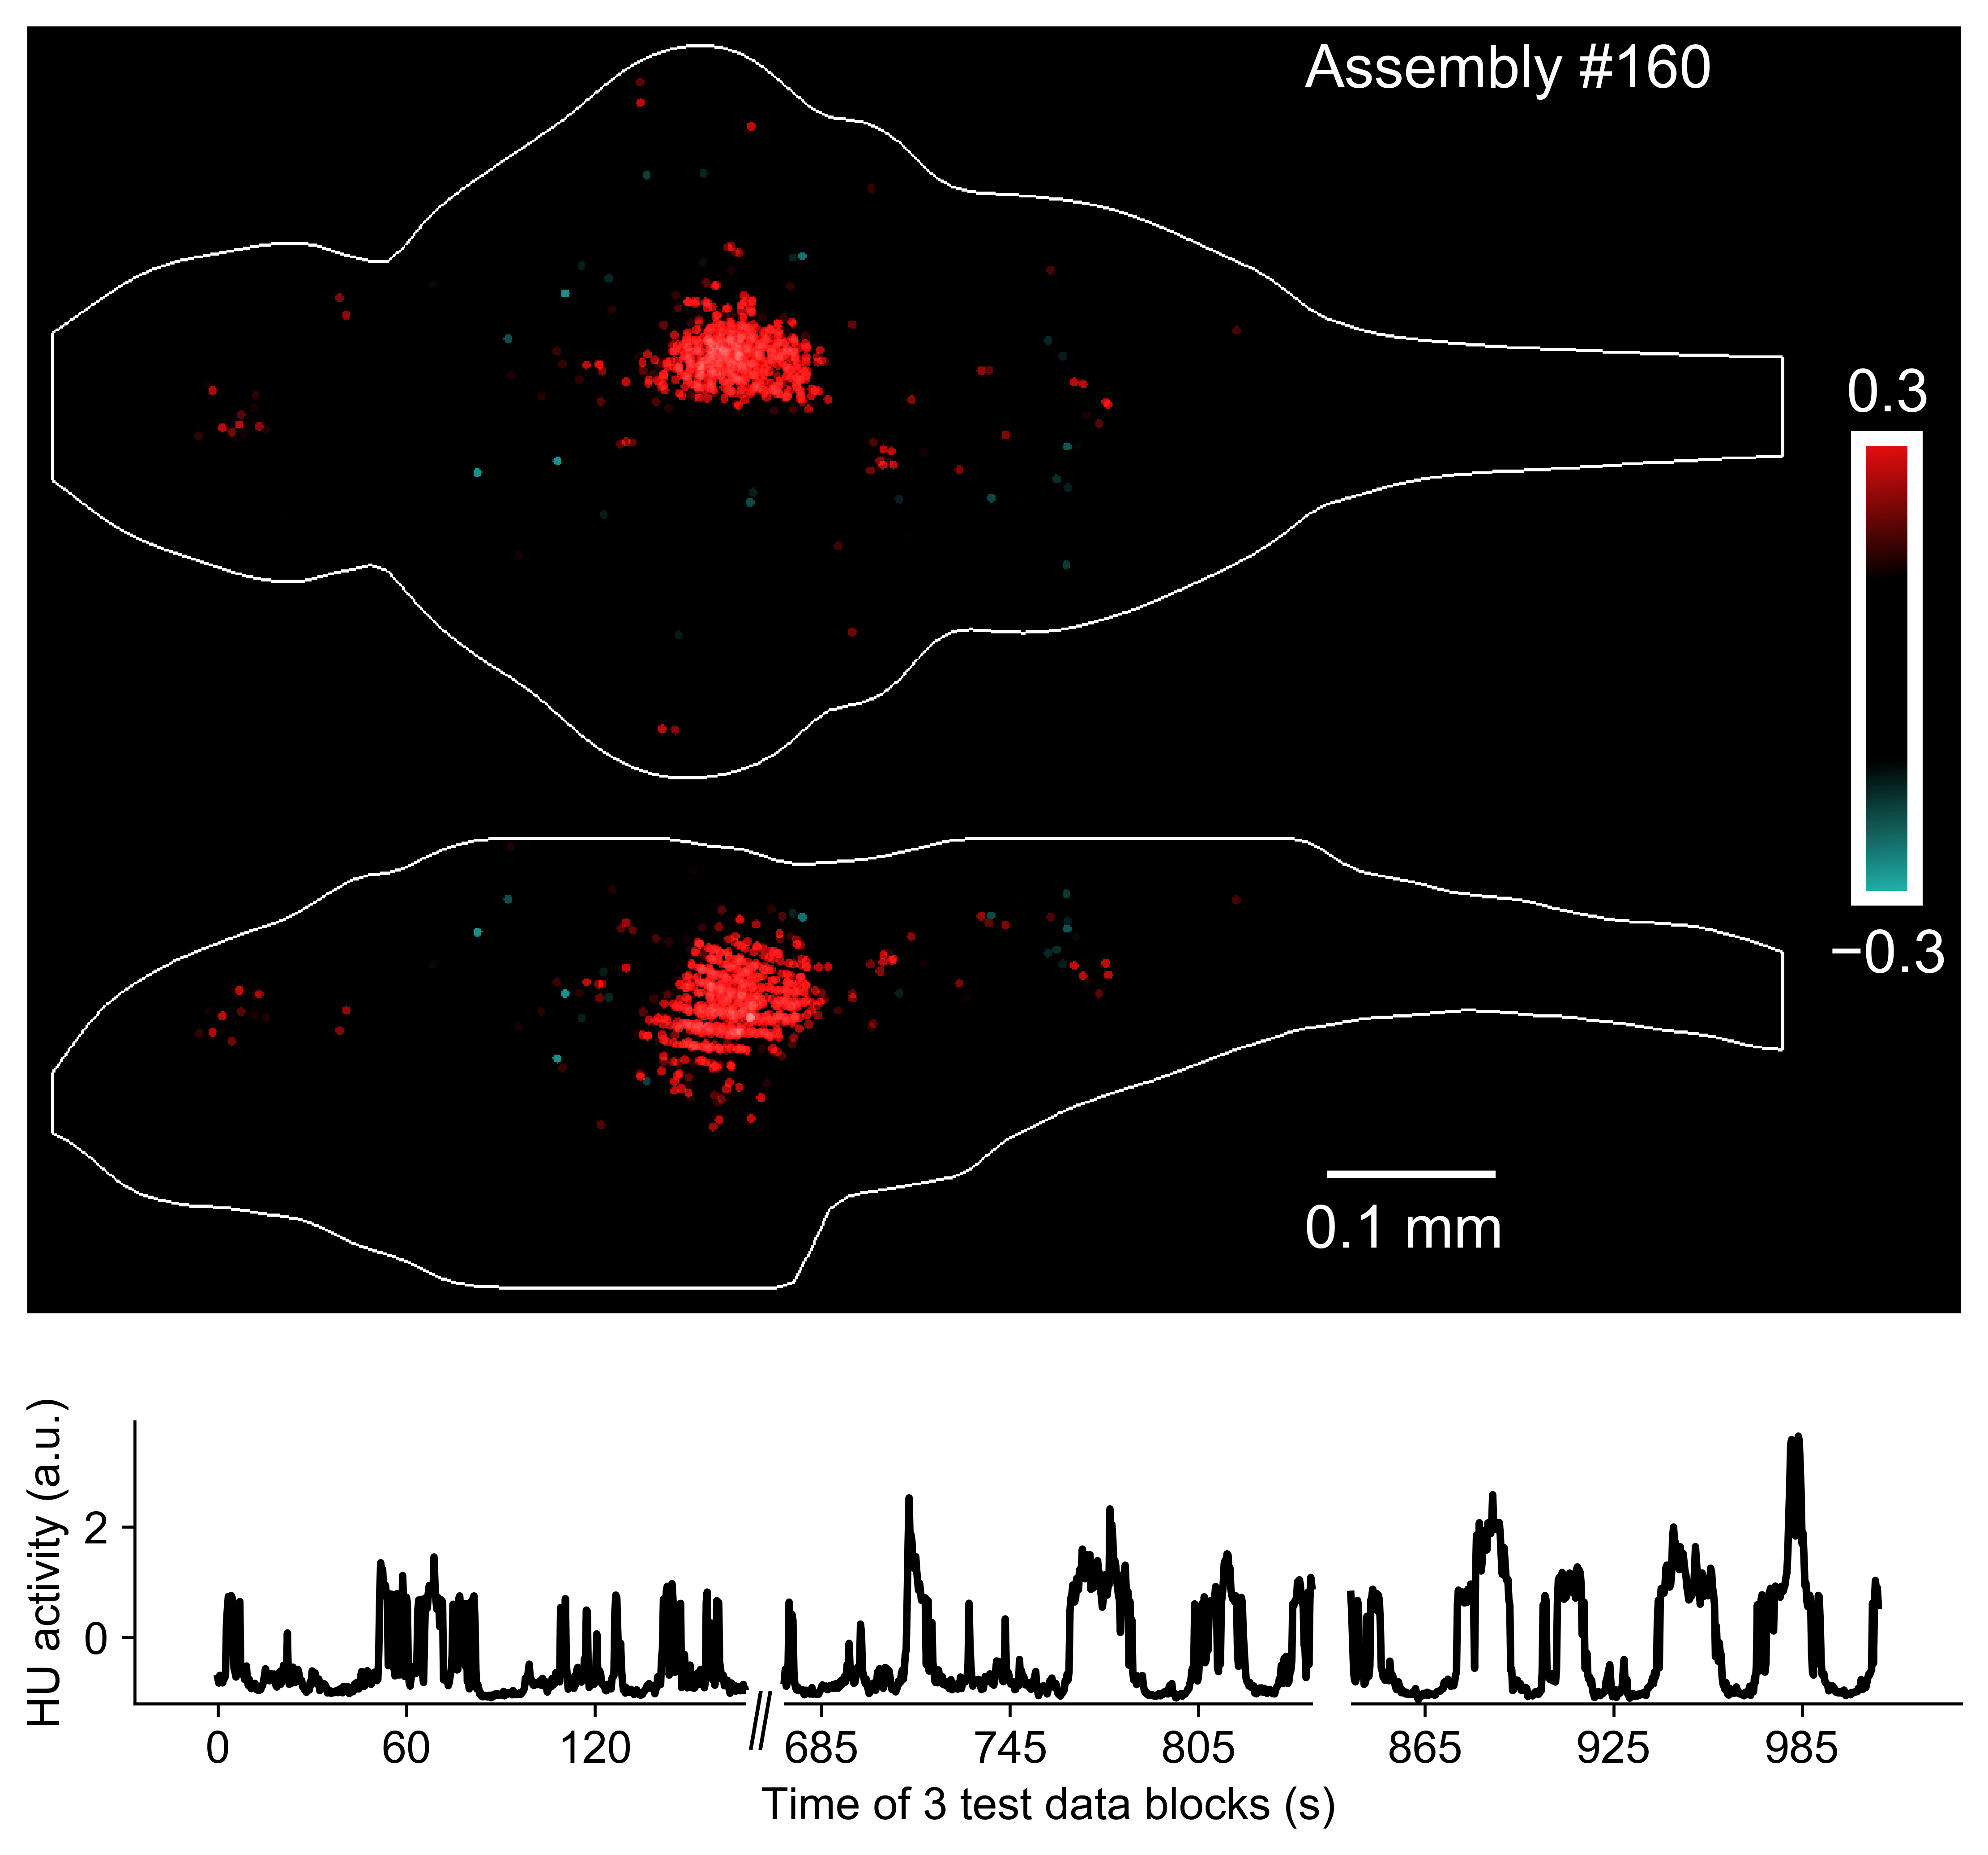 Assembly #160
0.3
−0.3
0.1 mm
HU activity (a.u.)
2
0
0 60 120 685 745 805 865 925 985
Time of 3 test data blocks (s)